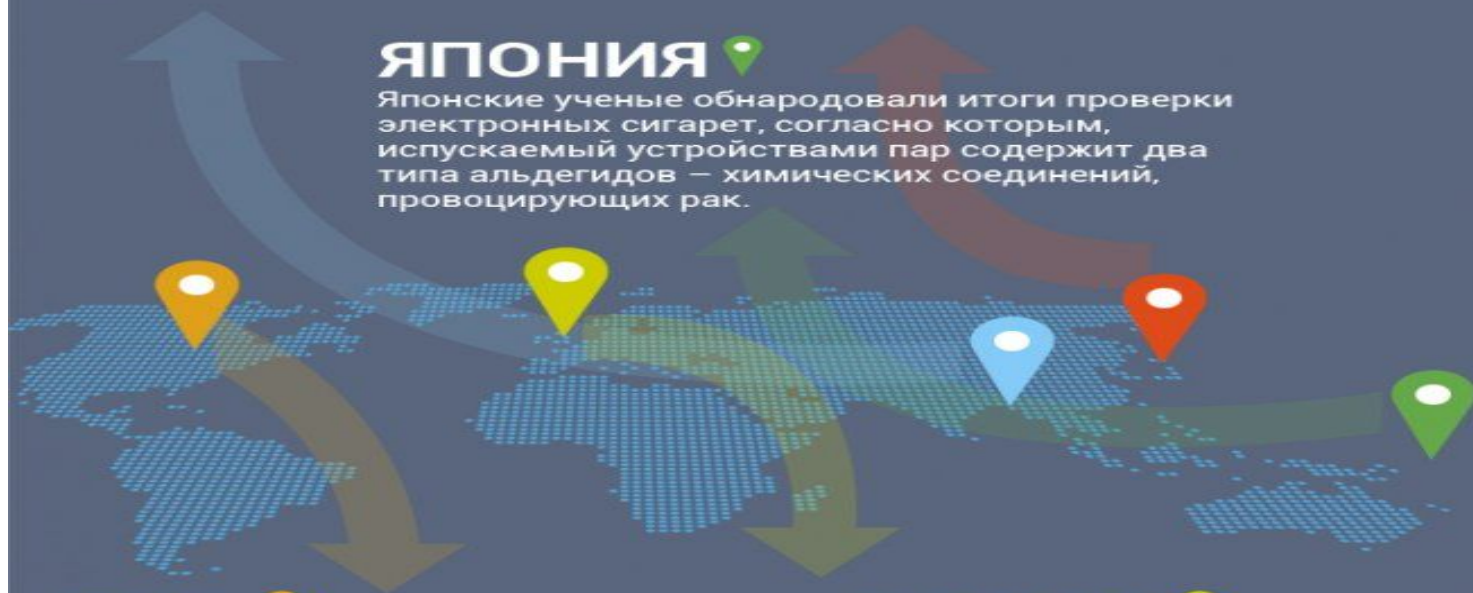 ЯПОНИЯ
Японские ученые обнародовали итоги проверки
электронных сигарет, согласно которым,
испускаемый устройствами пар содержит два
типа альдегидов – химических соединений,
провоцирующих рак.